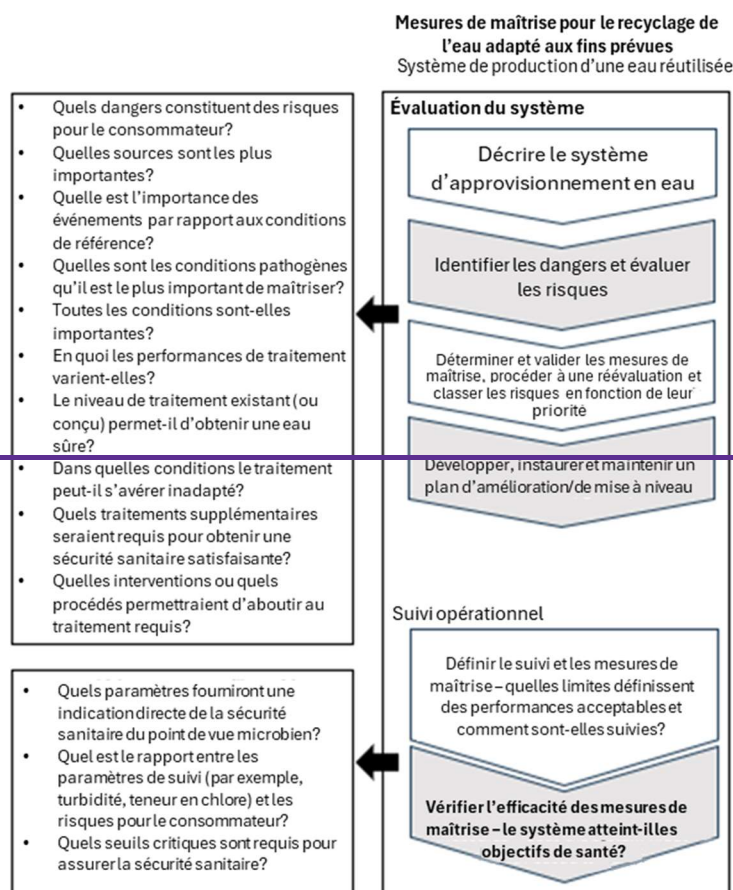 Mesures de maîtrise pour le recyclage de
l'eau adapté aux fins prévues
Système de production d'une eau réutilisée
• Quels dangers constituent des risques
pour le consommateur?
• Quelles sources sont les plus
importantes?
• Quelle est l'importance des
événements par rapport aux conditions
de référence?
• Quelles sont les conditions pathogènes
qu'il est le plus important de maîtriser?
• Toutes les conditions sont-elles
importantes?
• En quoi les performances de traitement
varient-elles?
• Le niveau de traitement existant (ou
conçu) permet-il d'obtenir une eau
sûre?
• Dans quelles conditions le traitement
peut-il s'avérer inadapté?
• Quels traitements supplémentaires
seraient requis pour obtenir une
sécurité sanitaire satisfaisante?
• Quelles interventions ou quels
procédés permettraient d'aboutir au
traitement requis?
Évaluation du système
Décrire le système
d'approvisionnement en eau
Identifier les dangers et évaluer
les risques
Déterminer et valider les mesures de
maîtrise, procéder à une réévaluation et
classer les risques en fonction de leur
priorité
Développer, instaurer et maintenir un
plan d'amélioration/de mise à niveau
• Quels paramètres fourniront une
indication directe de la sécurité
sanitaire du point de vue microbien?
• Quel est le rapport entre les
paramètres de suivi (par exemple,
turbidité, teneur en chlore) et les
risques pour le consommateur?
• Quels seuils critiques sont requis pour
assurer la sécurité sanitaire?
Suivi opérationnel
Définir le suivi et les mesures de
maîtrise – quelles limites définissent
des performances acceptables et
comment sont-elles suivies?
Vérifier l'efficacité des mesures de
maîtrise – le système atteint-il les
objectifs de santé?